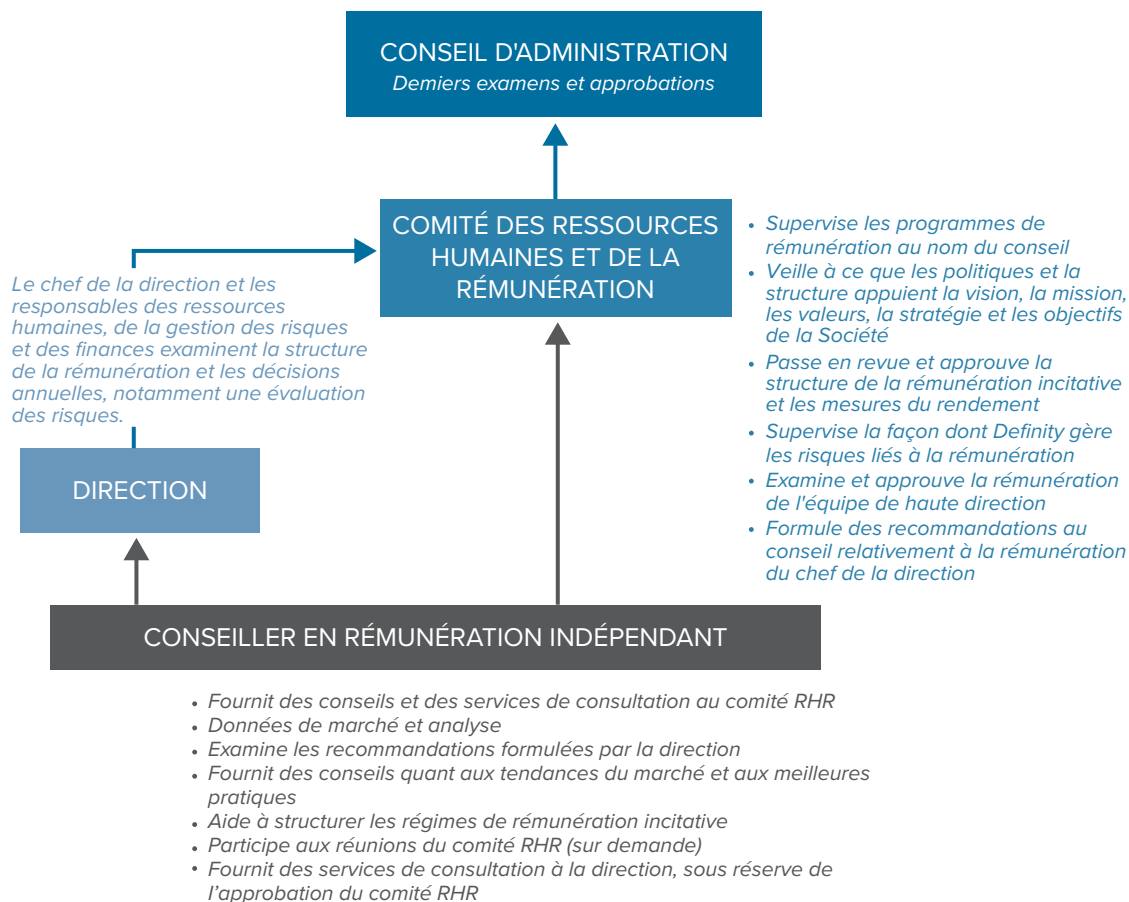 CONSEIL D'ADMINISTRATION
Demiers examens et approbations
COMITÉ DES RESSOURCES
HUMAINES ET DE LA
RÉMUNÉRATION
• Supervise les programmes de
rémunération au nom du conseil
• Veille à ce que les politiques et la
structure appuient la vision, la mission,
les valeurs, la stratégie et les objectifs
de la Société
• Passe en revue et approuve la
structure de la rémunération incitative
et les mesures du rendement
• Supervise la façon dont Definity gère
les risques liés à la rémunération
• Examine et approuve la rémunération
de l'équipe de haute direction
• Formule des recommandations au
conseil relativement à la rémunération
du chef de la direction
Le chef de la direction et les
responsables des ressources
humaines, de la gestion des risques
et des finances examinent la structure
de la rémunération et les décisions
annuelles, notamment une évaluation
des risques.
DIRECTION
CONSEILLER EN RÉMUNÉRATION INDÉPENDANT
• Fournit des conseils et des services de consultation au comité RHR
• Données de marché et analyse
• Examine les recommandations formulées par la direction
• Fournit des conseils quant aux tendances du marché et aux meilleures
pratiques
• Aide à structurer les régimes de rémunération incitative
• Participe aux réunions du comité RHR (sur demande)
• Fournit des services de consultation à la direction, sous réserve de
l'approbation du comité RHR